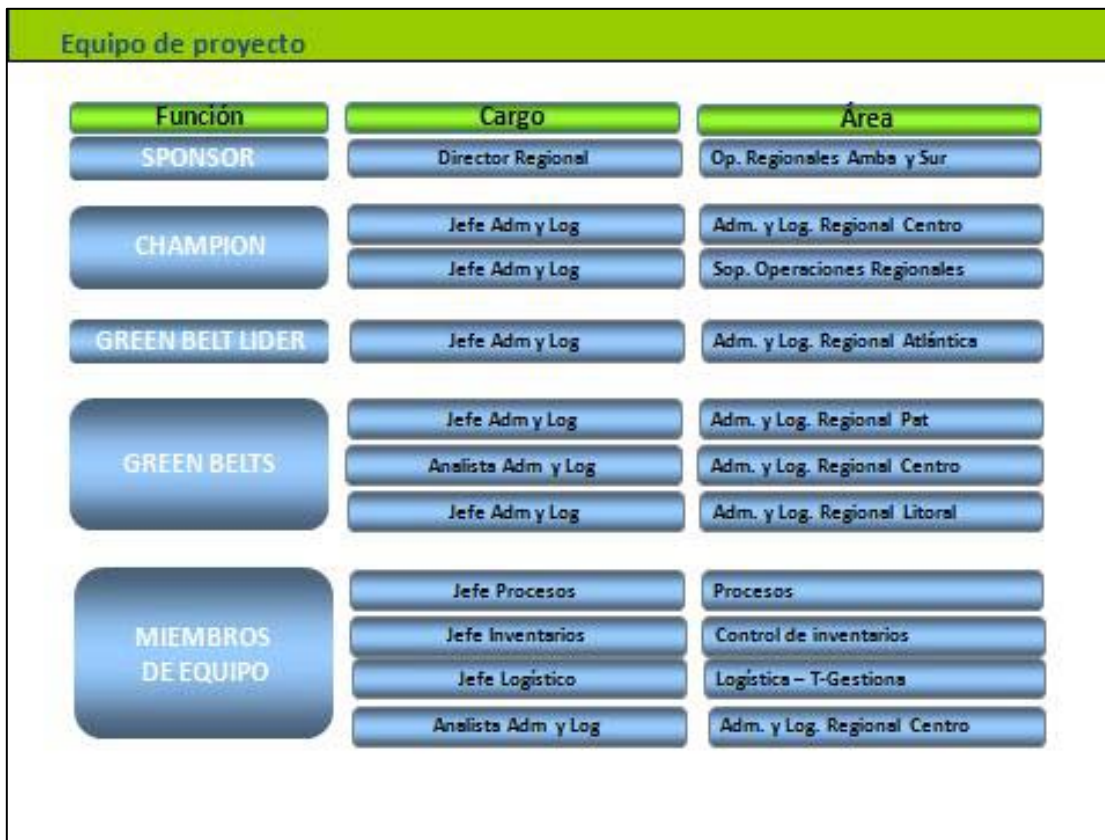 Equipo de proyecto
Función Cargo Área
SPONSOR Director Regional Op. Regionales Amba y Sur
CHAMPION
Jefe Adm y Log Adm. y Log. Regional Centro
Jefe Adm y Log Sop. Operaciones Regionales
GREEN BELT LIDER Jefe Adm y Log Adm. y Log. Regional Atlántica
GREEN BELTS
Jefe Adm y Log Adm. y Log. Regional Pat
Analista Adm y Log Adm. y Log. Regional Centro
Jefe Adm y Log Adm. y Log. Regional Litoral
MIEMBROS
DE EQUIPO
Jefe Procesos Procesos
Jefe Inventarios Control de inventarios
Jefe Logístico Logística – T-Gestiona
Analista Adm y Log Adm. y Log. Regional Centro